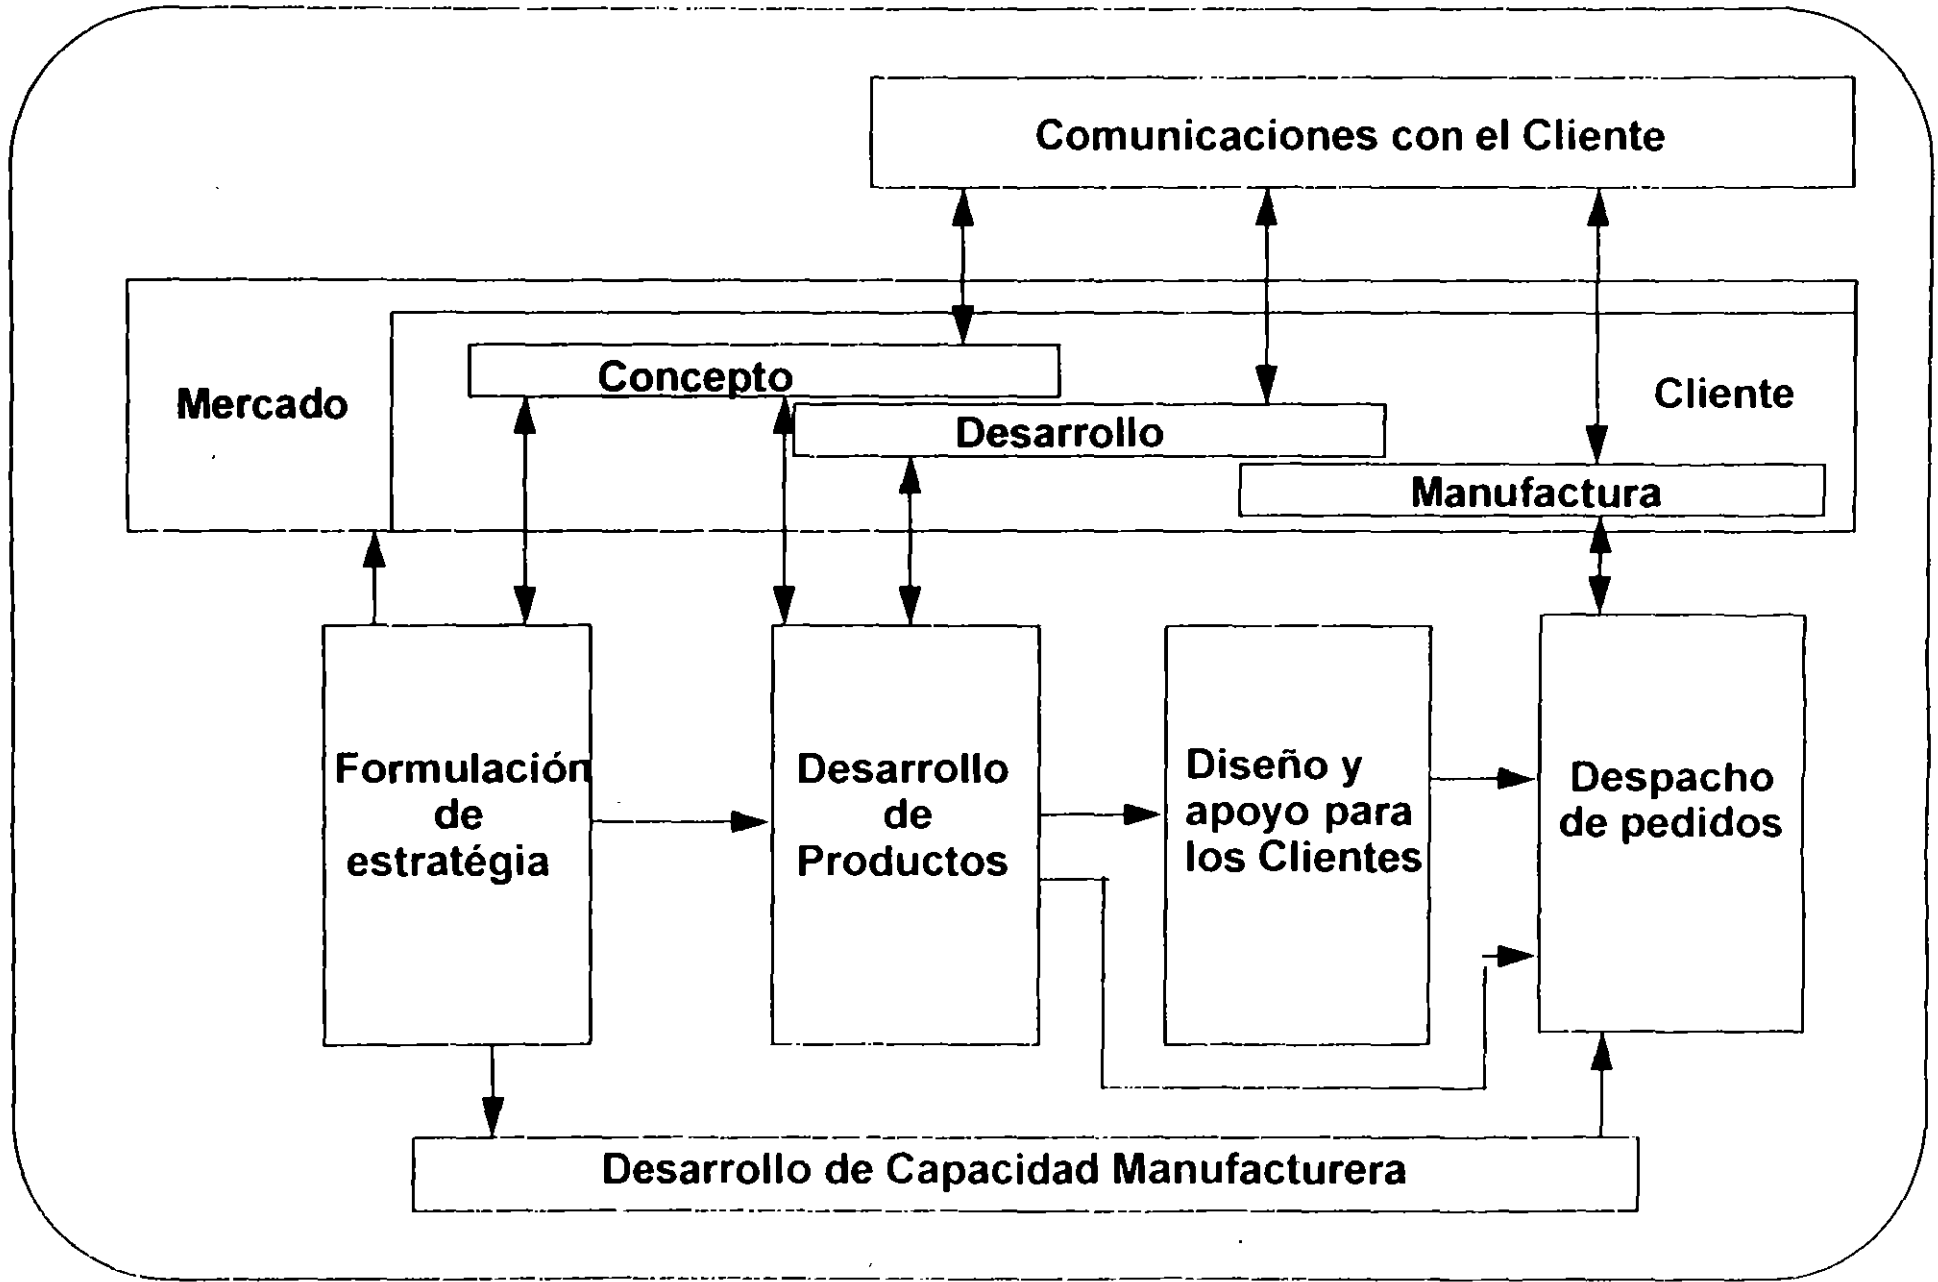 Comunicaciones con el Cliente
Mercado
Concepto
Cliente
Desarrollo
Manufactura
Formulación
de
estratégia
Desarrollo
de
Productos
Diseño y
apoyo para
los Clientes
Despacho
de pedidos
Desarrollo de Capacidad Manufacturera